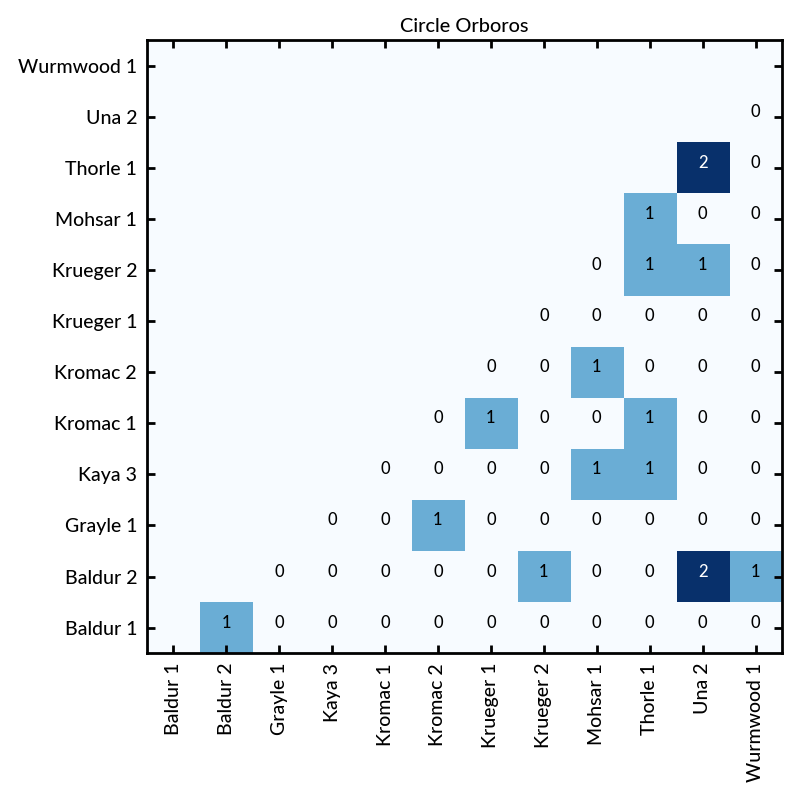 Circle Orboros
Wurmwood 1
Una 2 0
Thorle 1 2 0
Mohsar 1 1 0 0
Krueger 2 0 1 1 0
Krueger 1 0 0 0 0 0
Kromac 2 0 0 1 0 0 0
Kromac 1 0 1 0 0 1 0 0
Kaya 3 0 0 0 0 1 1 0 0
Grayle 1 0 0 1 0 0 0 0 0 0
Baldur 2 0 0 0 0 0 1 0 0 2 1
Baldur 1 1 0 0 0 0 0 0 0 0 0 0
Baldur 1
Baldur 2
Grayle 1
Kaya 3
Kromac 1
Kromac 2
Krueger 1
Krueger 2
Mohsar 1
Thorle 1
Una 2
Wurmwood 1